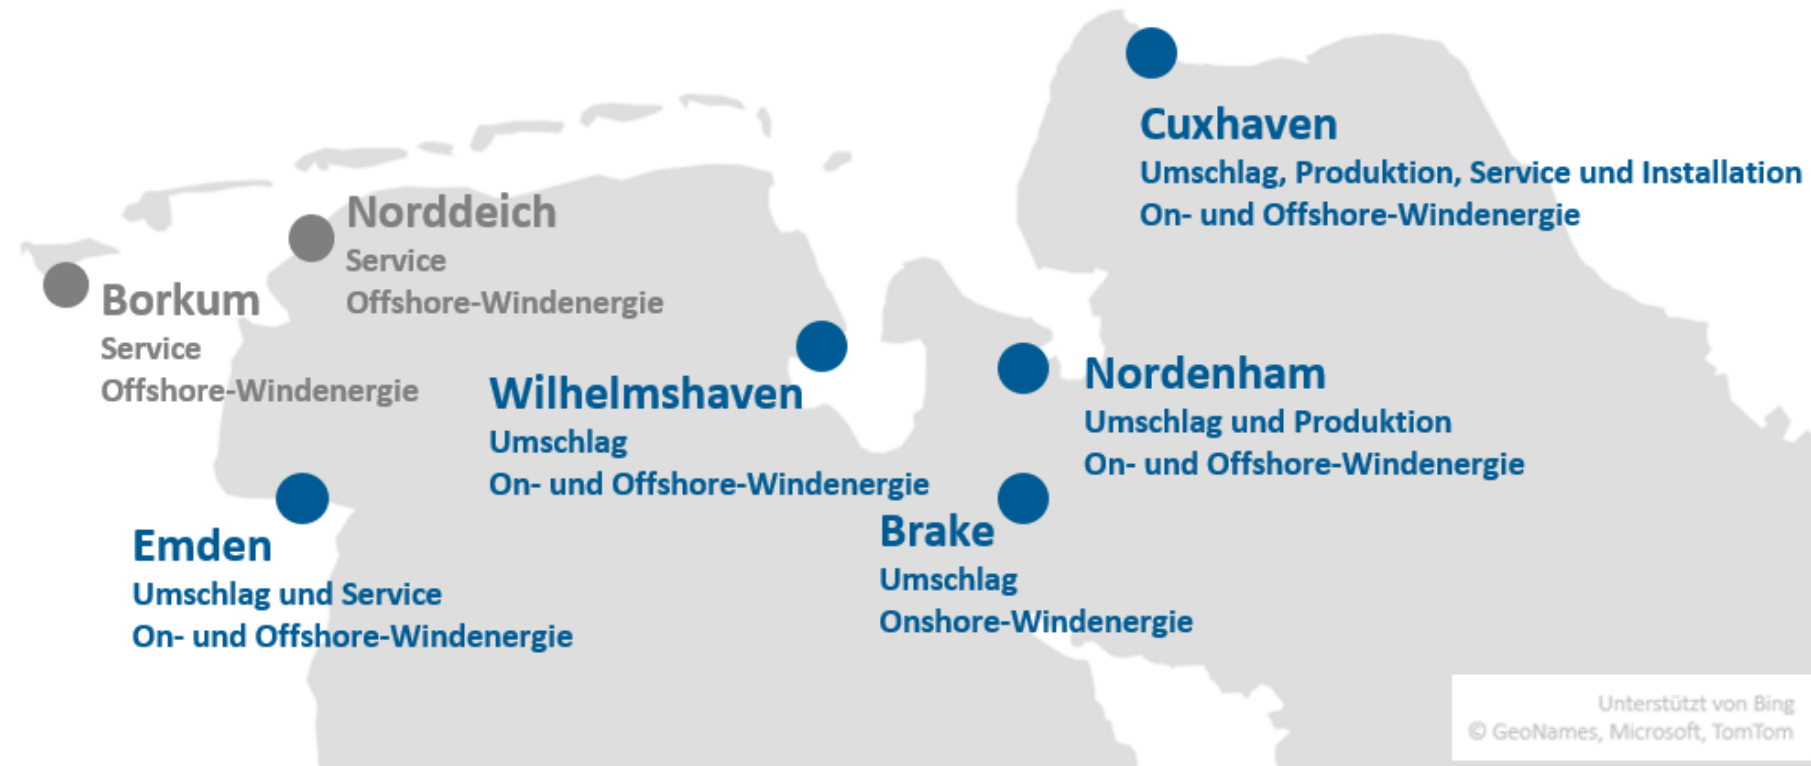 Cuxhaven
Umschlag, Produktion, Service und Installation
On- und Offshore-Windenergie
Norddeich
Service
Offshore-Windenergie
Borkum
Service
Offshore-Windenergie
Wilhelmshaven
Umschlag
On- und Offshore-Windenergie
Nordenham
Umschlag und Produktion
On- und Offshore-Windenergie
Emden
Umschlag und Service
On- und Offshore-Windenergie
Brake
Umschlag
Onshore-Windenergie
Unterstützt von Bing
© GeoNames, Microsoft, TomTom